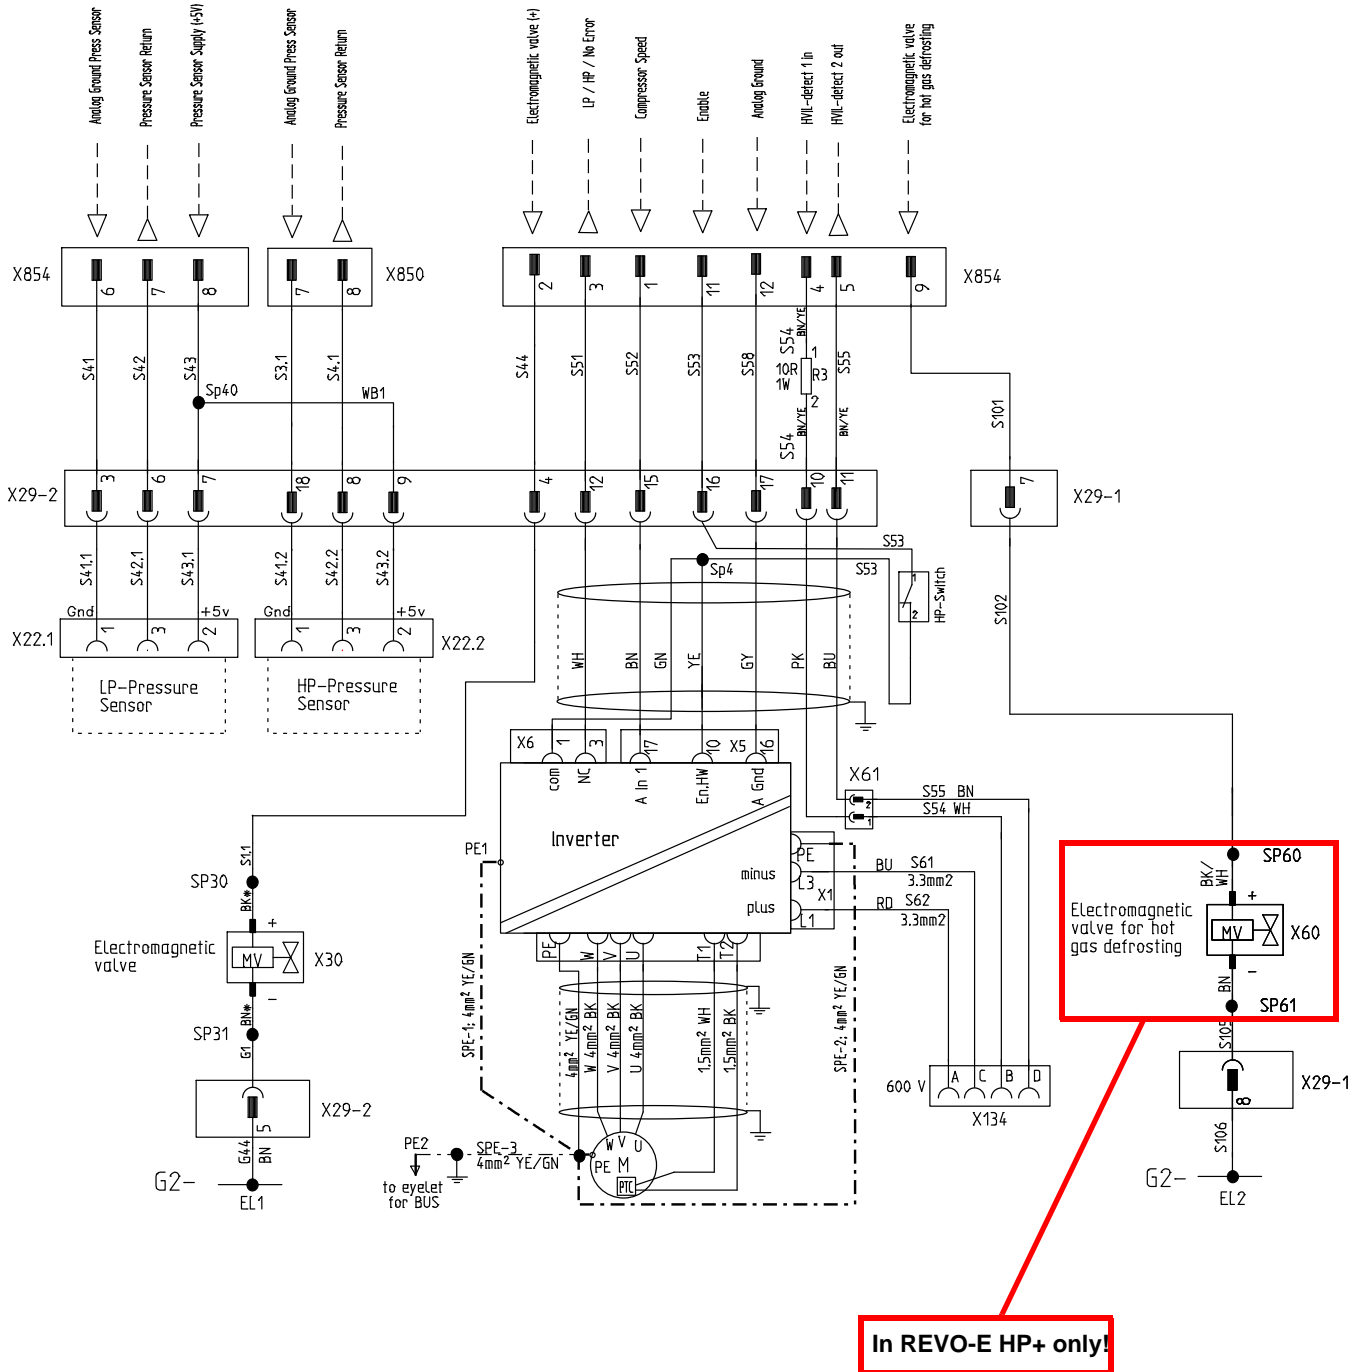 Analog Ground Press Sensor
Pressure Sensor Return
Pressure Sensor Supply (+5V)
Analog Ground Press Sensor
Pressure Sensor Return
Electromagnetic valve (+)
LP / HP / No Error
Compressor Speed
Enable
Analog Ground
HVIL-detect 1 in
HVIL-detect 2 out
Electromagnetic valve
for hot gas defrosting
X854
6
7
8
7
8
X850
2
3
1
11
12
4
5
9
X854
S41
S42
S43
S3.1
S4.1
S44
S51
S52
S53
S58
S54
BN/YE
S55
1
10R
1W
R3
2
Sp40
WB1
S54
BN/YE
BN/YE
S101
X29-2
3
6
7
18
8
9
4
12
15
16
17
10
11
7
X29-1
S41.1
S42.1
S43.1
S41.2
S42.2
S43.2
S53
Sp4
S53
1
2
HP-Switch
S102
Gnd
+5v
Gnd
+5v
X22.1
1
3
2
1
3
2
X22.2
LP-Pressure
Sensor
HP-Pressure
Sensor
WH
BN
GN
YE
GY
PK
BU
X6
1
3
17
10
X5
16
com
NC
A In 1
En.HW
A Gnd
X61
2
1
S55 BN
S54 WH
Inverter
PE1
PE
minus
L3
X1
plus
L1
BU
S61
3.3mm2
RD
S62
3.3mm2
S1.1
SP30
BK*
+
Electromagnetic
valve
MV
X30
-
BN*
SP31
G1
X29-2
5
G44
BN
G2-
EL1
PE
W
V
U
T1
T2
SPE-1; 4mm² YE/GN
4mm² YE/GN
W 4mm² BK
V 4mm² BK
U 4mm² BK
1.5mm² WH
1.5mm² BK
SPE-2; 4mm² YE/GN
PE2
SPE-3
4mm² YE/GN
to eyelet
for BUS
W
V
U
PE
M
PTC
600 V
A
C
B
D
X134
SP60
BK/
WH
+
Electromagnetic
valve for hot
gas defrosting
MV
X60
-
BN
SP61
S105
X29-1
8
S106
G2-
EL2
In REVO-E HP+ only!